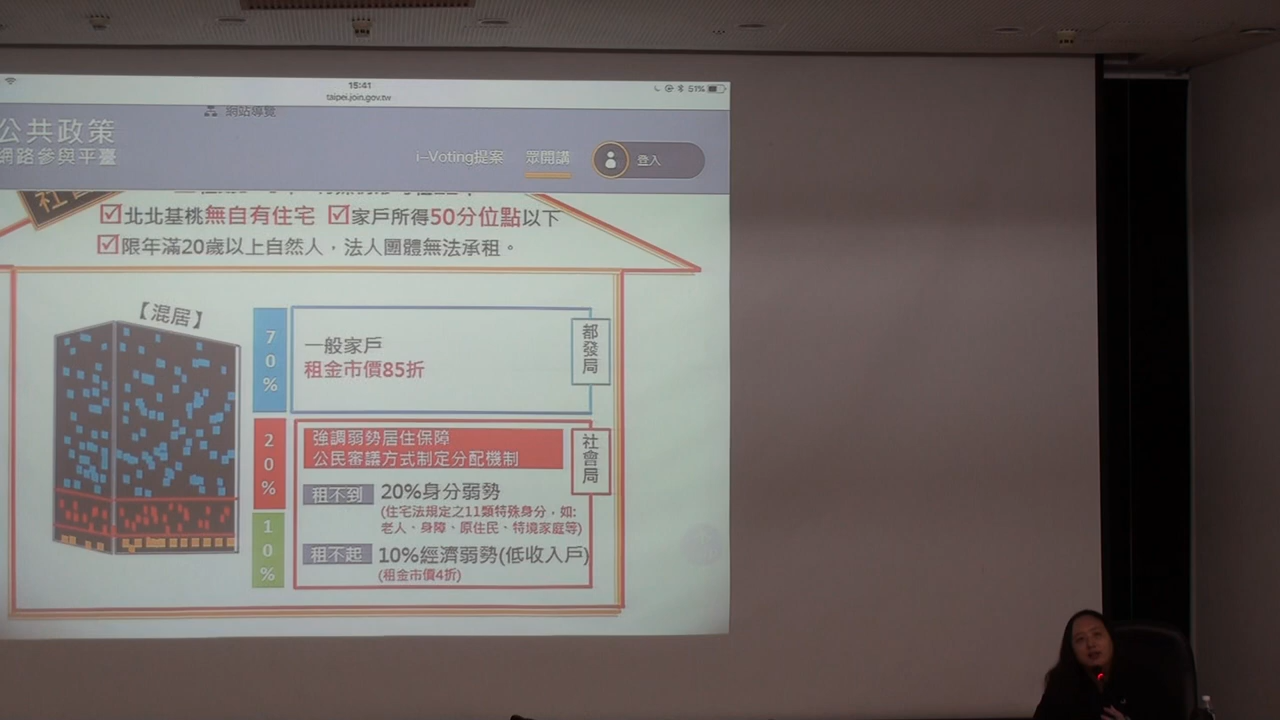 15:41
taipei.join.gov.tw
51%
網站導覽
公共政策
網路參與平臺
i-Voting提案
眾開講
登入
社會
☑北北基桃無自有住宅 ☑家戶所得50分位點以下
☑限年滿20歲以上自然人，法人團體無法承租。
【混居】
70%
一般家戶
租金市價85折
都發局
20%
強調弱勢居住保障
公民審議方式制定分配機制
社會局
租不到 20%身分弱勢
(住宅法規定之11類特殊身分，如:
老人、身障、原住民、特境家庭等)
10%
租不起 10%經濟弱勢(低收入戶)
(租金市價4折)